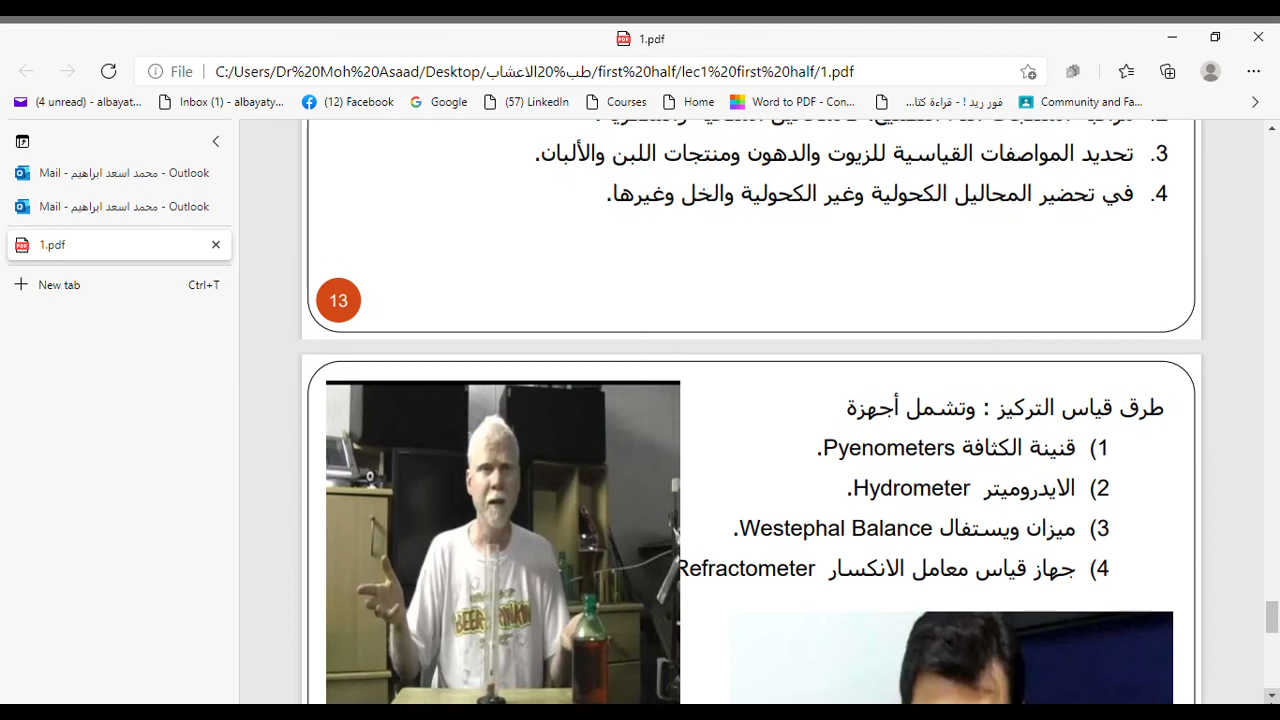 1.pdf
File C:/Users/Dr%20Moh%20Asaad/Desktop/طب%20الاعشاب/first%20half/lec1%20first%20half/1.pdf
(4 unread) - albayat... Inbox (1) - albayaty... (12) Facebook Google (57) LinkedIn Courses Home Word to PDF - Con... فور ريد ! - قراءة كتا... Community and Fa...
Mail - محمد اسعد ابراهيم - Outlook
Mail - محمد اسعد ابراهيم - Outlook
1.pdf
New tab Ctrl+T
3. تحديد المواصفات القياسية للزيوت والدهون ومنتجات اللبن والألبان.
4. في تحضير المحاليل الكحولية وغير الكحولية والخل وغيرها.
13
طرق قياس التركيز : وتشمل أجهزة
1) قنينة الكثافة Pyenometers.
2) الايدروميتر Hydrometer.
3) ميزان ويستفال Westephal Balance.
4) جهاز قياس معامل الانكسار Refractometer